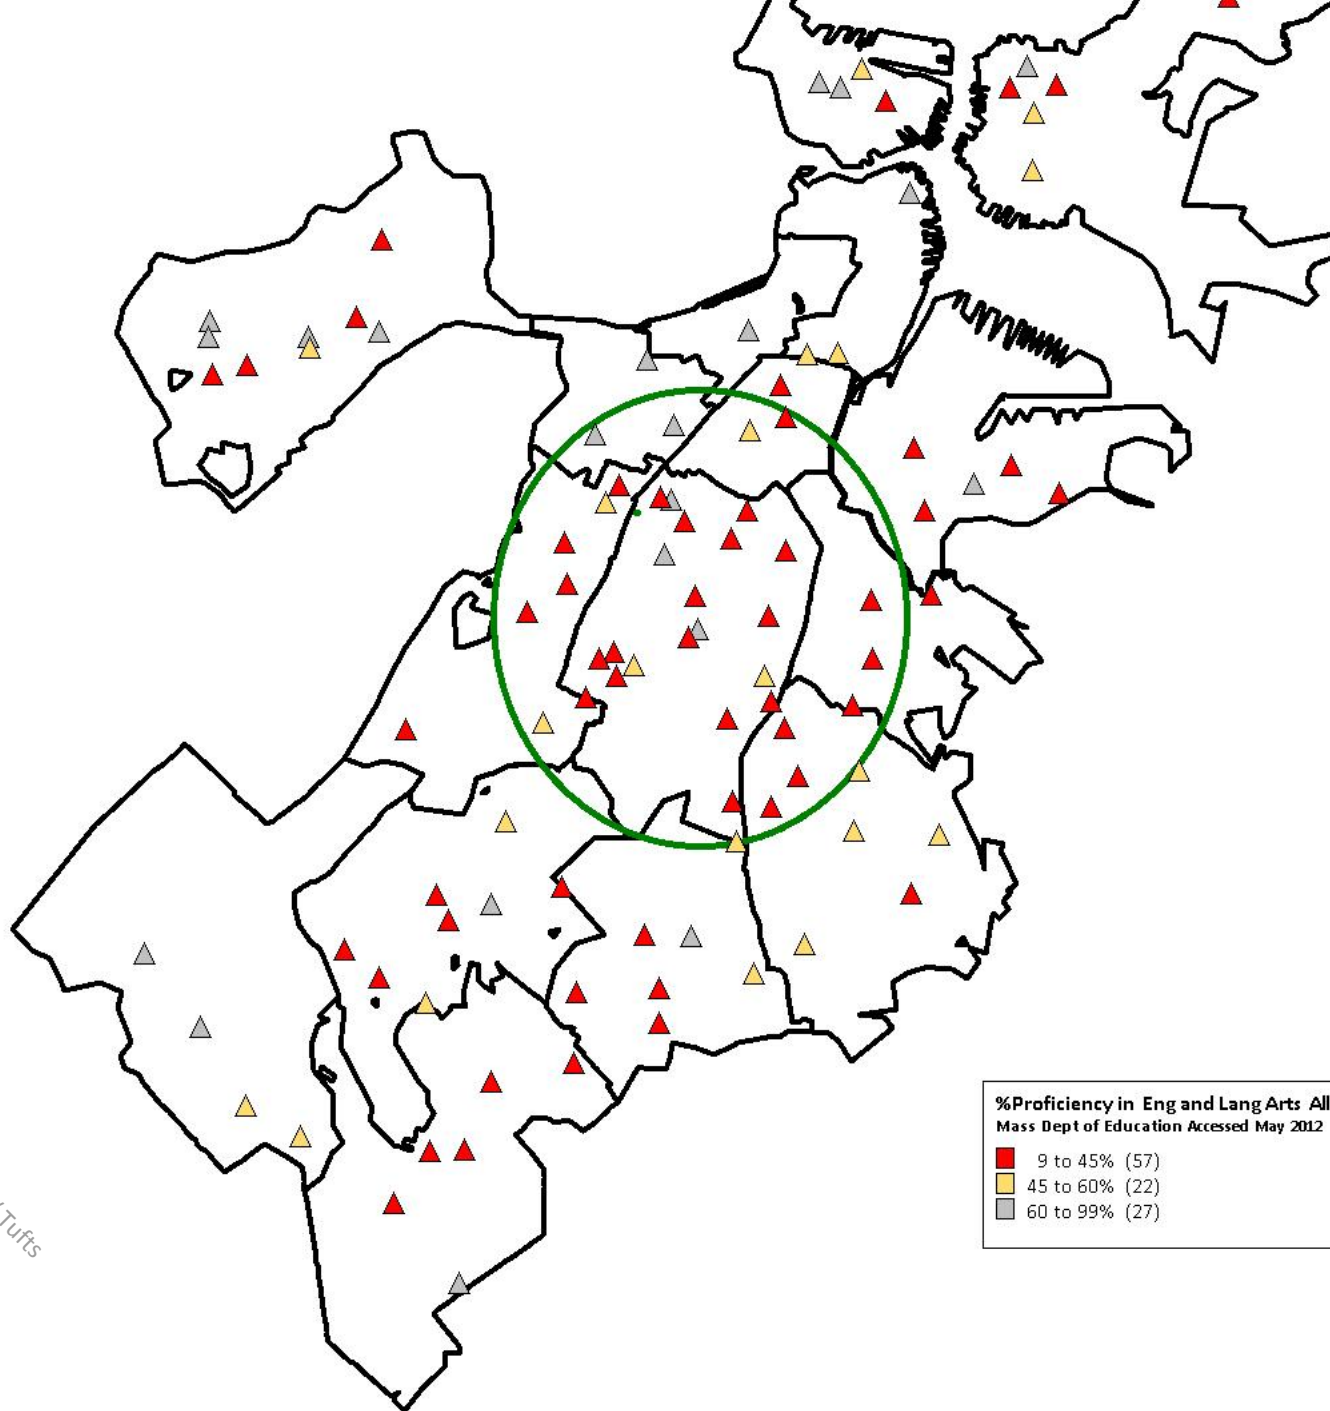 %Proficiency in Eng and Lang Arts All
Mass Dept of Education Accessed May 2012
9 to 45% (57)
45 to 60% (22)
60 to 99% (27)
Tufts